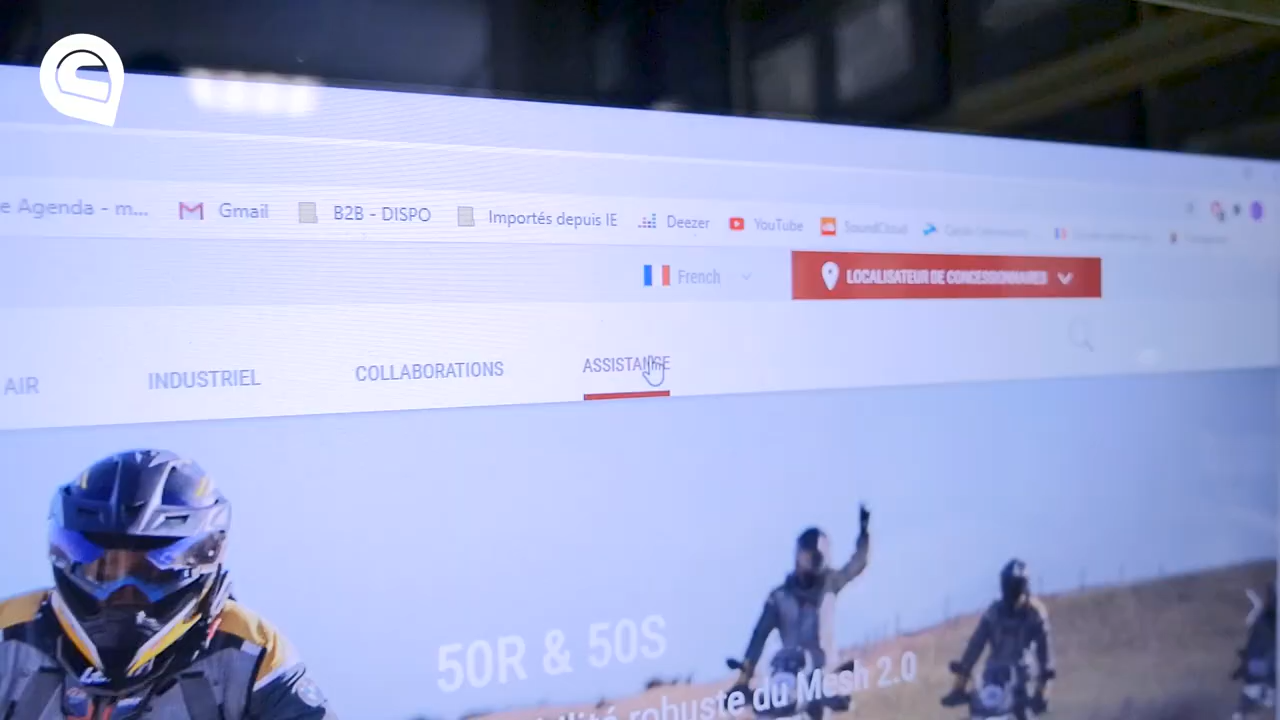 e Agenda - m... Gmail B2B - DISPO Importés depuis IE Deezer YouTube SoundCloud
French LOCALISATEUR DE CONCESSIONNAIRES
AIR INDUSTRIEL COLLABORATIONS ASSISTANCE
50R & 50S
robuste du Mesh 2.0